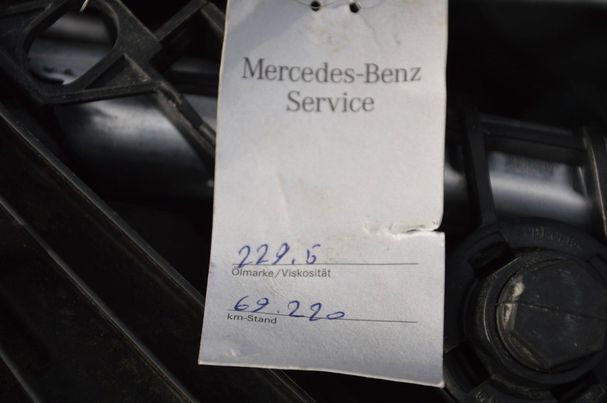 Mercedes-Benz
Service
229.5
Ölmarke/Viskosität
69.220
km-Stand